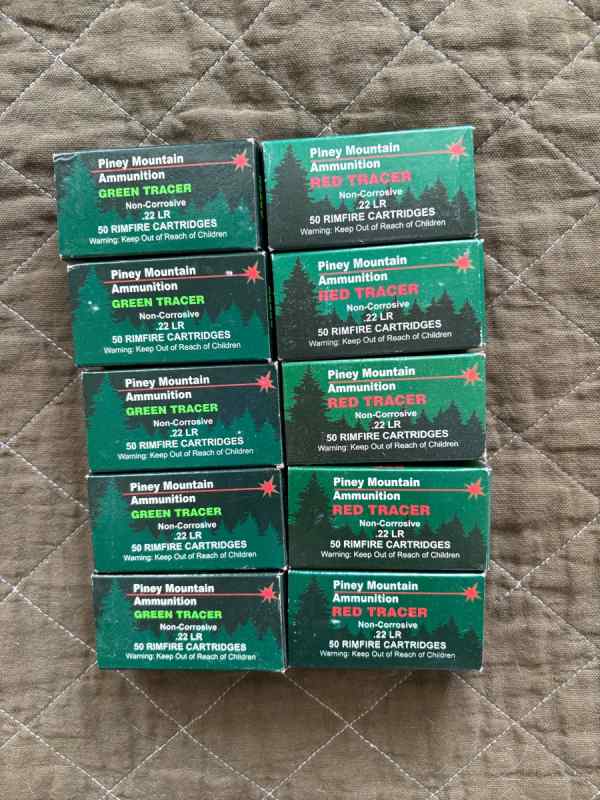 Piney Mountain
Ammunition
GREEN TRACER
Non-Corrosive
.22 LR
50 RIMFIRE CARTRIDGES
Warning: Keep Out of Reach of Children
Piney Mountain
Ammunition
RED TRACER
Non-Corrosive
.22 LR
50 RIMFIRE CARTRIDGES
Warning: Keep Out of Reach of Children
Piney Mountain
Ammunition
GREEN TRACER
Non-Corrosive
.22 LR
50 RIMFIRE CARTRIDGES
Warning: Keep Out of Reach of Children
Piney Mountain
Ammunition
RED TRACER
Non-Corrosive
.22 LR
50 RIMFIRE CARTRIDGES
Warning: Keep Out of Reach of Children
Piney Mountain
Ammunition
GREEN TRACER
Non-Corrosive
.22 LR
50 RIMFIRE CARTRIDGES
Warning: Keep Out of Reach of Children
Piney Mountain
Ammunition
RED TRACER
Non-Corrosive
.22 LR
50 RIMFIRE CARTRIDGES
Warning: Keep Out of Reach of Children
Piney Mountain
Ammunition
GREEN TRACER
Non-Corrosive
.22 LR
50 RIMFIRE CARTRIDGES
Warning: Keep Out of Reach of Children
Piney Mountain
Ammunition
RED TRACER
Non-Corrosive
.22 LR
50 RIMFIRE CARTRIDGES
Warning: Keep Out of Reach of Children
Piney Mountain
Ammunition
GREEN TRACER
Non-Corrosive
.22 LR
50 RIMFIRE CARTRIDGES
Warning: Keep Out of Reach of Children
Piney Mountain
Ammunition
RED TRACER
Non-Corrosive
.22 LR
50 RIMFIRE CARTRIDGES
Warning: Keep Out of Reach of Children